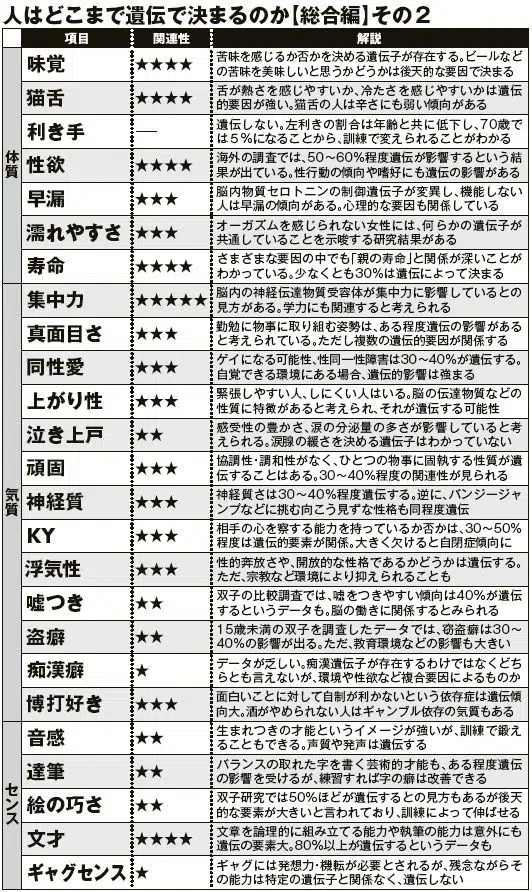 人はどこまで遺伝で決まるのか【総合編】その２
項目 関連性 解説
体質
味覚 ★★★★ 苦味を感じるか否かを決める遺伝子が存在する。ビールなど
の苦味を美味しいと思うかどうかは後天的な要因で決まる
猫舌 ★★★★ 舌が熱さを感じやすいか、冷たさを感じやすいかは遺伝
的要因が強い。猫舌の人は辛さにも弱い傾向がある
利き手 ― 遺伝しない。左利きの割合は年齢と共に低下し、70歳で
は５％になることから、訓練で変えられることがわかる
性欲 ★★★★ 海外の調査では、50～60％程度遺伝が影響するという結
果が出ている。性行動の傾向や嗜好にも遺伝の影響がある
早漏 ★★★ 脳内物質セロトニンの制御遺伝子が変異し、機能しない
人は早漏の傾向がある。心理的な要因も関係している
濡れやすさ ★★★ オーガズムを感じられない女性には、何らかの遺伝子が
共通していることを示唆する研究結果がある
寿命 ★★★★ さまざまな要因の中でも「親の寿命」と関係が深いことが
わかっている。少なくとも30％は遺伝によって決まる
気質
集中力 ★★★★★ 脳内の神経伝達物質受容体が集中力に影響しているとの
見方がある。学力にも関連すると考えられる
真面目さ ★★★ 勤勉に物事に取り組む姿勢は、ある程度遺伝の影響がある
と考えられている。ただし複数の遺伝的要因が関係する
同性愛 ★★★ ゲイになる可能性、性同一性障害は30～40％が遺伝する。
自覚できる環境にある場合、遺伝的影響は強まる
上がり性 ★★★ 緊張しやすい人、しにくい人はいる。脳の伝達物質などの
性質に特徴があると考えられ、それが遺伝する可能性
泣き上戸 ★★ 感受性の豊かさ、涙の分泌量の多さが影響していると考
えられる。涙腺の緩さを決める遺伝子はわかっていない
頑固 ★★★ 協調性・調和性がなく、ひとつの物事に固執する性質が遺
伝することはある。30～40％の関連性が見られる
神経質 ★★★ 神経質さは30～40％程度遺伝する。逆に、バンジージャ
ンプなどに挑む向こう見ずな性格も同程度遺伝
KY ★★★ 相手の心を察する能力を持っているか否かは、30～50％
程度は遺伝的要素が関係。大きく欠けると自閉症傾向に
浮気性 ★★★ 性的奔放さや、開放的な性格であるかどうかは遺伝する。
ただ、宗教など環境により抑えられることも
嘘つき ★★ 双子の比較調査では、嘘をつきやすい傾向は40％が遺伝
するというデータも。脳の働きに関係するとみられる
盗癖 ★★ 15歳未満の双子を調査したデータでは、窃盗癖は30～
40％の影響が出る。ただ、教育環境などの影響も大きい
痴漢癖 ★ データが乏しい。痴漢遺伝子が存在するわけではなくどち
らとも言えないが、環境や性欲など複合要因によるものか
博打好き ★★★ 面白いことに対して自制が利かないという依存症は遺伝傾
向大。酒がやめられない人はギャンブル依存の気質もある
センス
音感 ★★ 生まれつきの才能というイメージが強いが、訓練で鍛え
ることもできる。声質や発声は遺伝する
達筆 ★★ バランスの取れた字を書く芸術的才能も、ある程度遺伝
の影響を受けるが、練習すれば字の癖は改善できる
絵の巧さ ★★ 双子研究では50％ほどが遺伝するとの見方もあるが後天
的な要素が大きいと言われており、訓練によって伸ばせる
文才 ★★★★ 文章を論理的に組み立てる能力や執筆の能力は意外にも
遺伝の要素大。80％以上が遺伝するというデータも
ギャグセンス ★ ギャグには発想力・機転が必要とされるが、残念ながらそ
の能力は特定の遺伝子と関係なく、遺伝しない